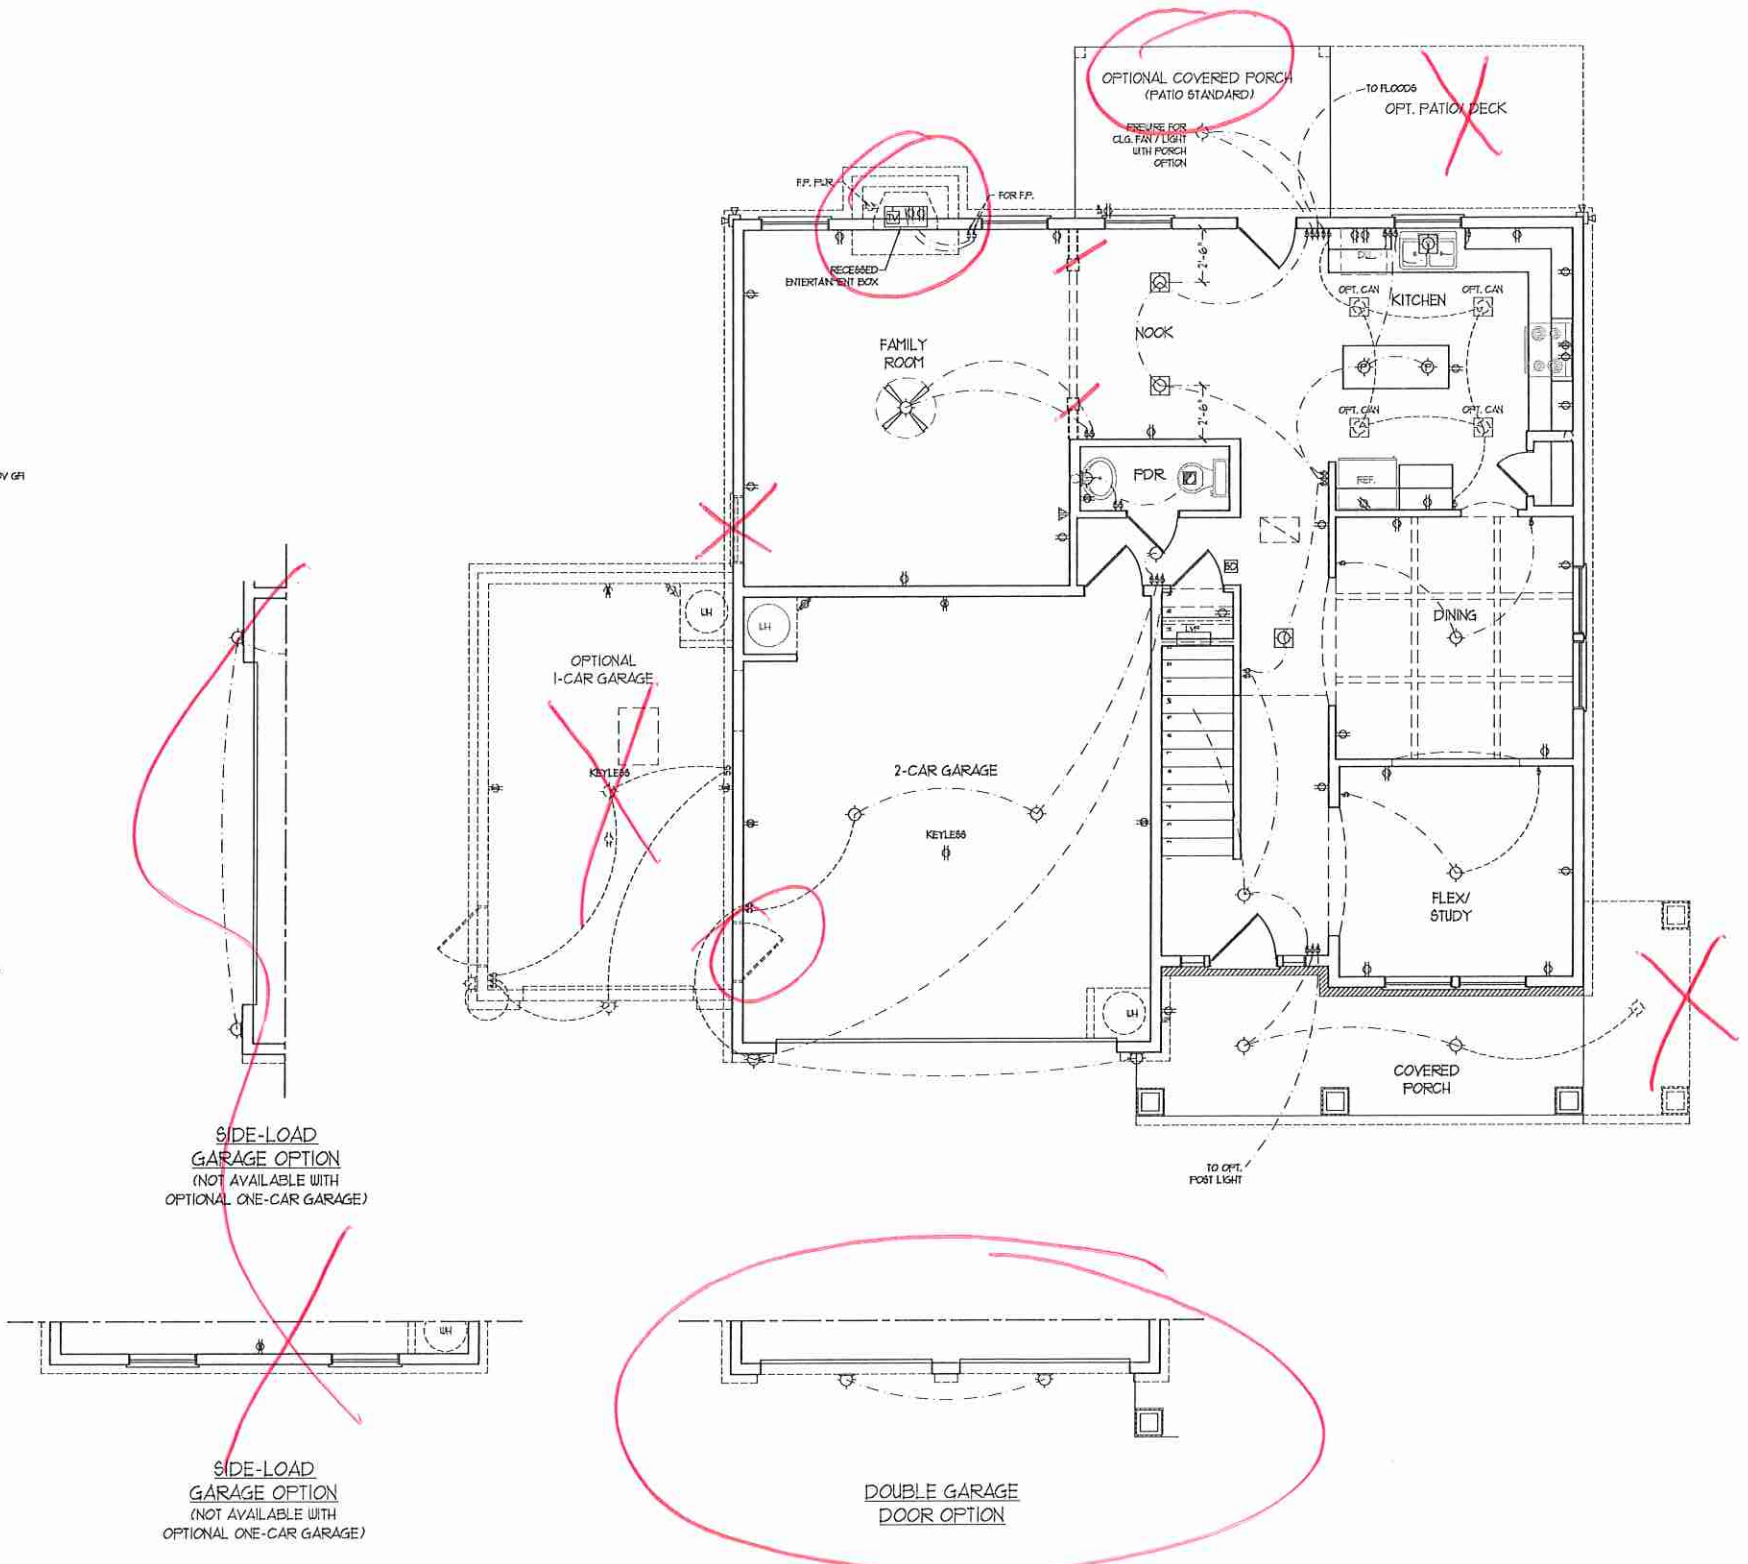 OPTIONAL COVERED PORCH
(PATIO STANDARD)
TO FLOODS
OPT. PATIO/ DECK
PREWIRE FOR
CLG. FAN / LIGHT
WITH PORCH
OPTION
FOR F.P.
TV
RECESSED
ENTERTAINMENT BOX
2'-6"
OPT. CAN
OPT. CAN
KITCHEN
NOOK
FAMILY
ROOM
OPT. CAN
OPT. CAN
2'-6"
PDR
REF.
LH
LH
DINING
OPTIONAL
1-CAR GARAGE
KEYLESS
2-CAR GARAGE
KEYLESS
FLEX/
STUDY
LH
COVERED
PORCH
TO OPT.
POST LIGHT
SIDE-LOAD
GARAGE OPTION
(NOT AVAILABLE WITH
OPTIONAL ONE-CAR GARAGE)
WH
SIDE-LOAD
GARAGE OPTION
(NOT AVAILABLE WITH
OPTIONAL ONE-CAR GARAGE)
DOUBLE GARAGE
DOOR OPTION